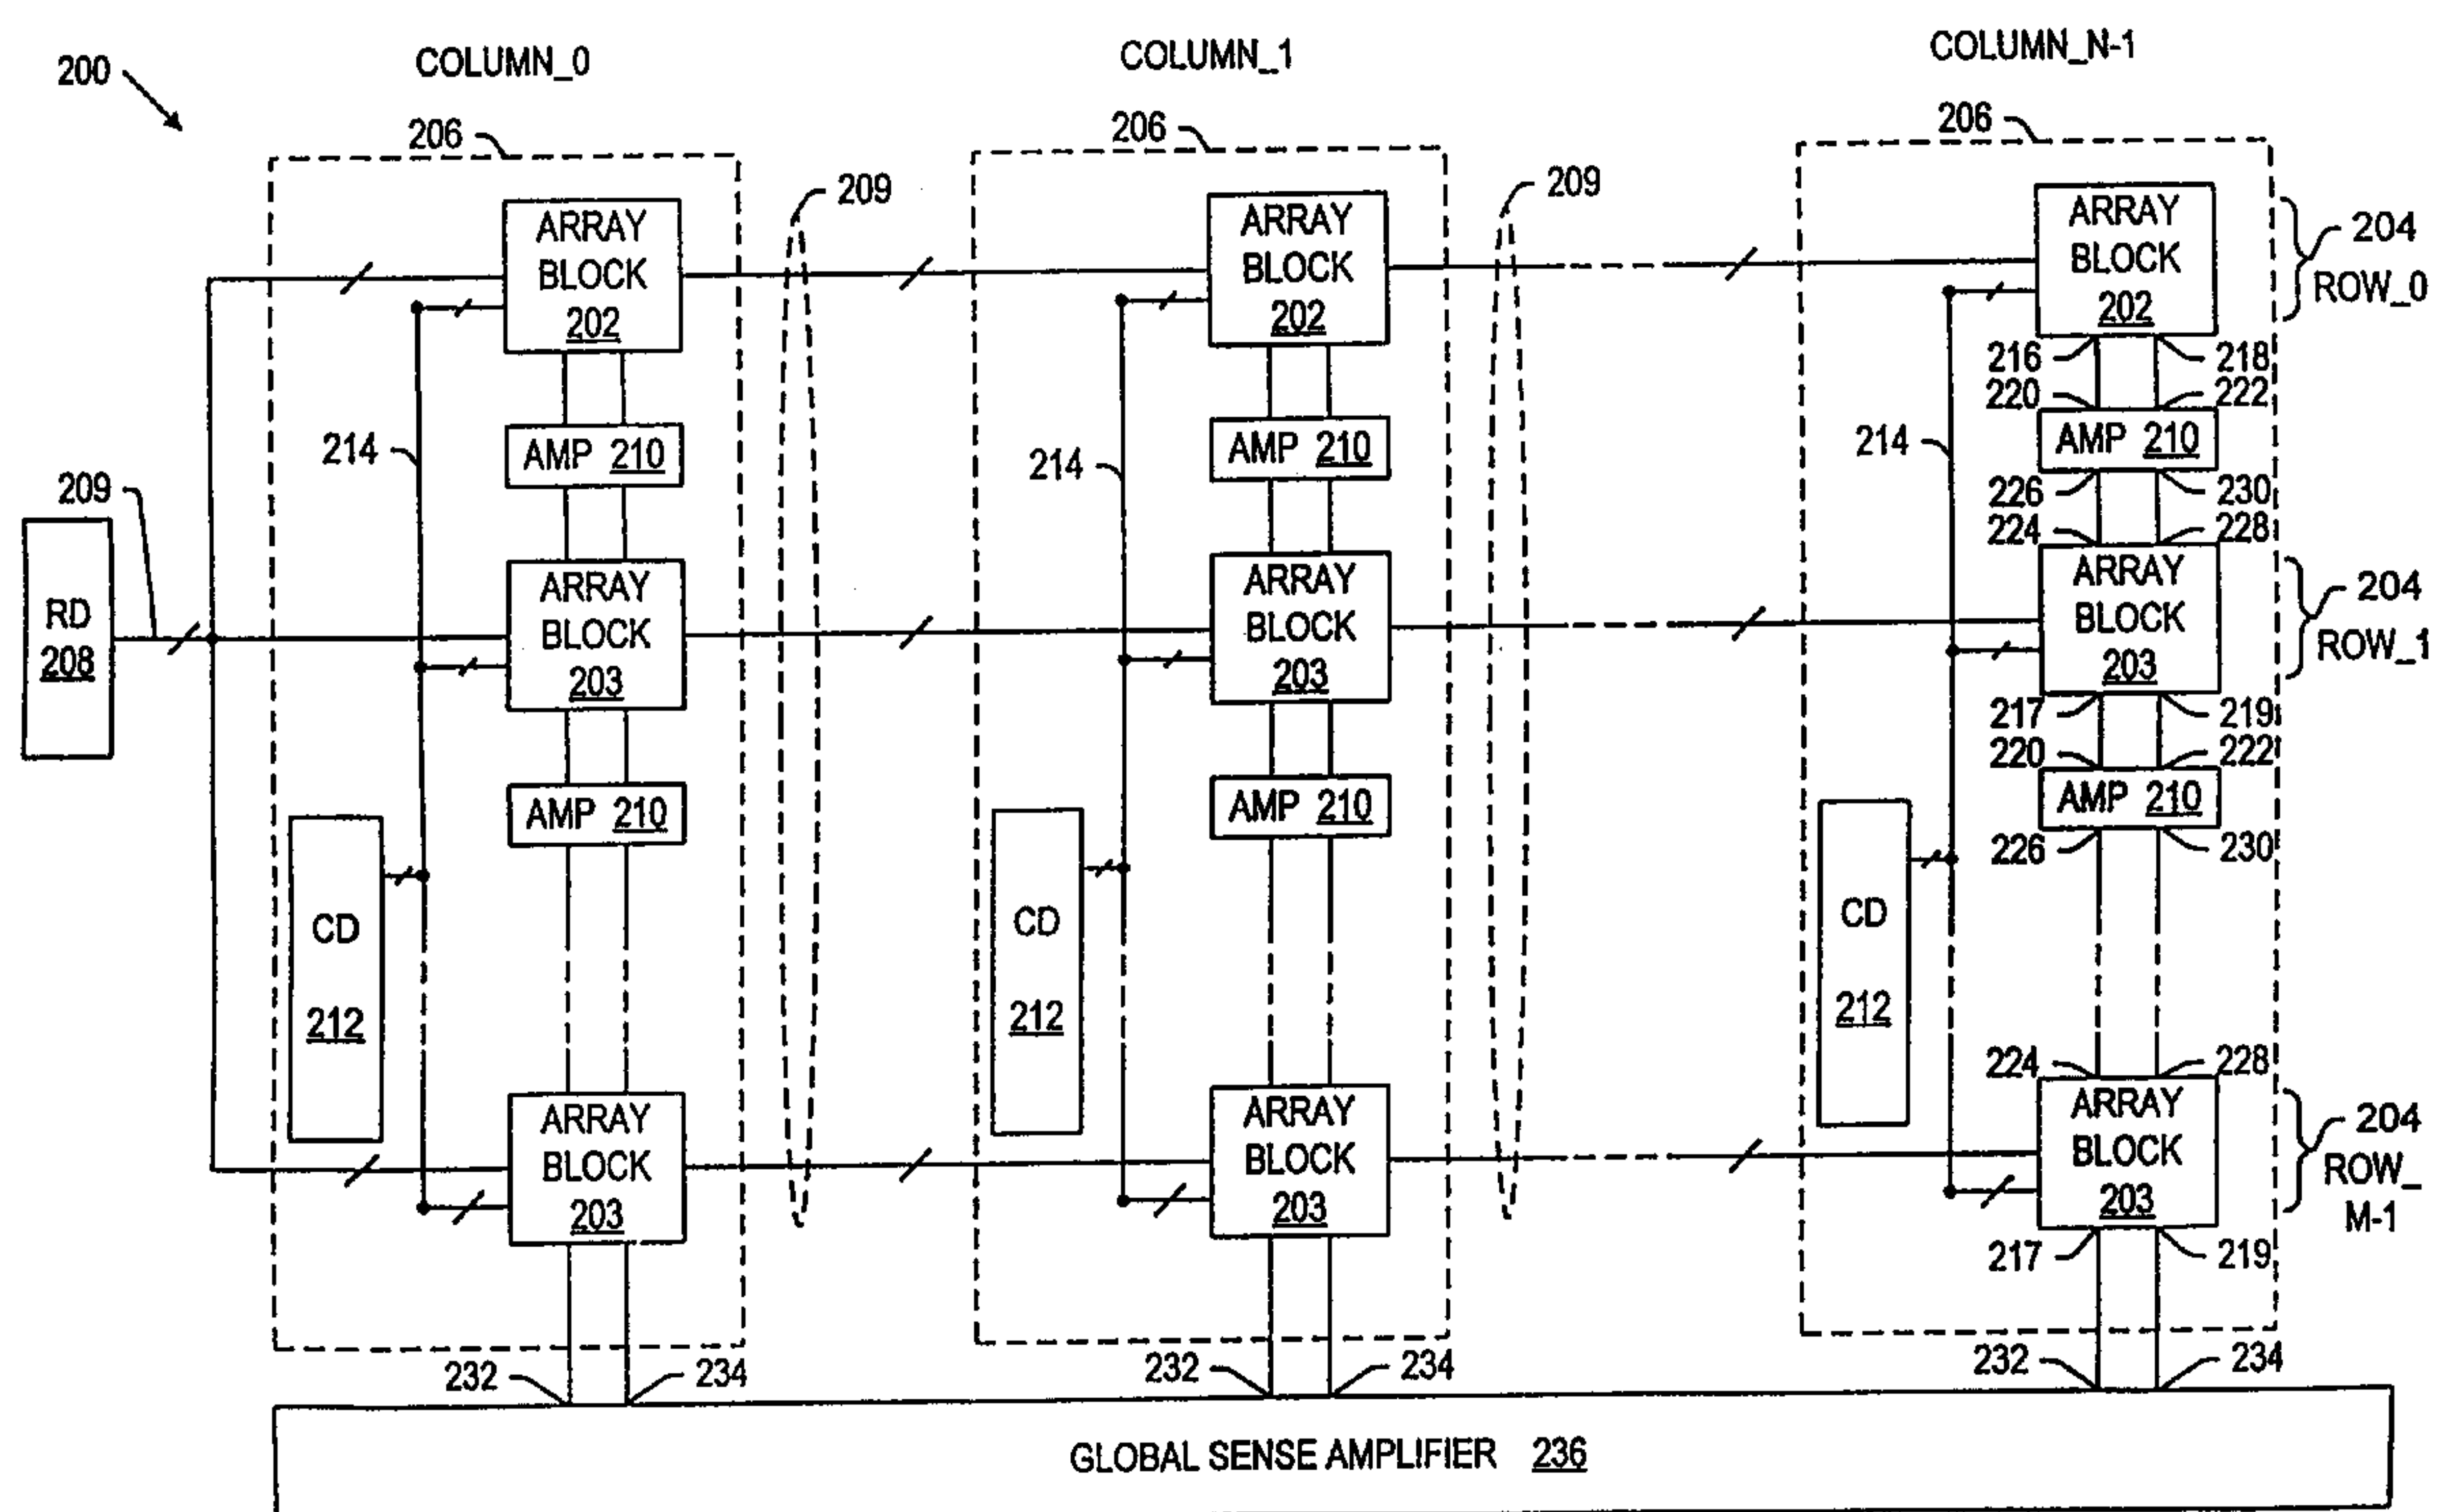 200
COLUMN_0
COLUMN_1
COLUMN_N-1
206
206
206
209
209
ARRAY
BLOCK
202
ARRAY
BLOCK
202
ARRAY
BLOCK
202
204
ROW_0
216
218
220
222
214
AMP 210
214
AMP 210
214
AMP 210
226
230
224
228
209
RD
208
ARRAY
BLOCK
203
ARRAY
BLOCK
203
ARRAY
BLOCK
203
204
ROW_1
217
219
220
222
AMP 210
AMP 210
AMP 210
226
230
CD
212
CD
212
CD
212
224
228
ARRAY
BLOCK
203
ARRAY
BLOCK
203
ARRAY
BLOCK
203
204
ROW_
M-1
217
219
232
234
232
234
232
234
GLOBAL SENSE AMPLIFIER 236